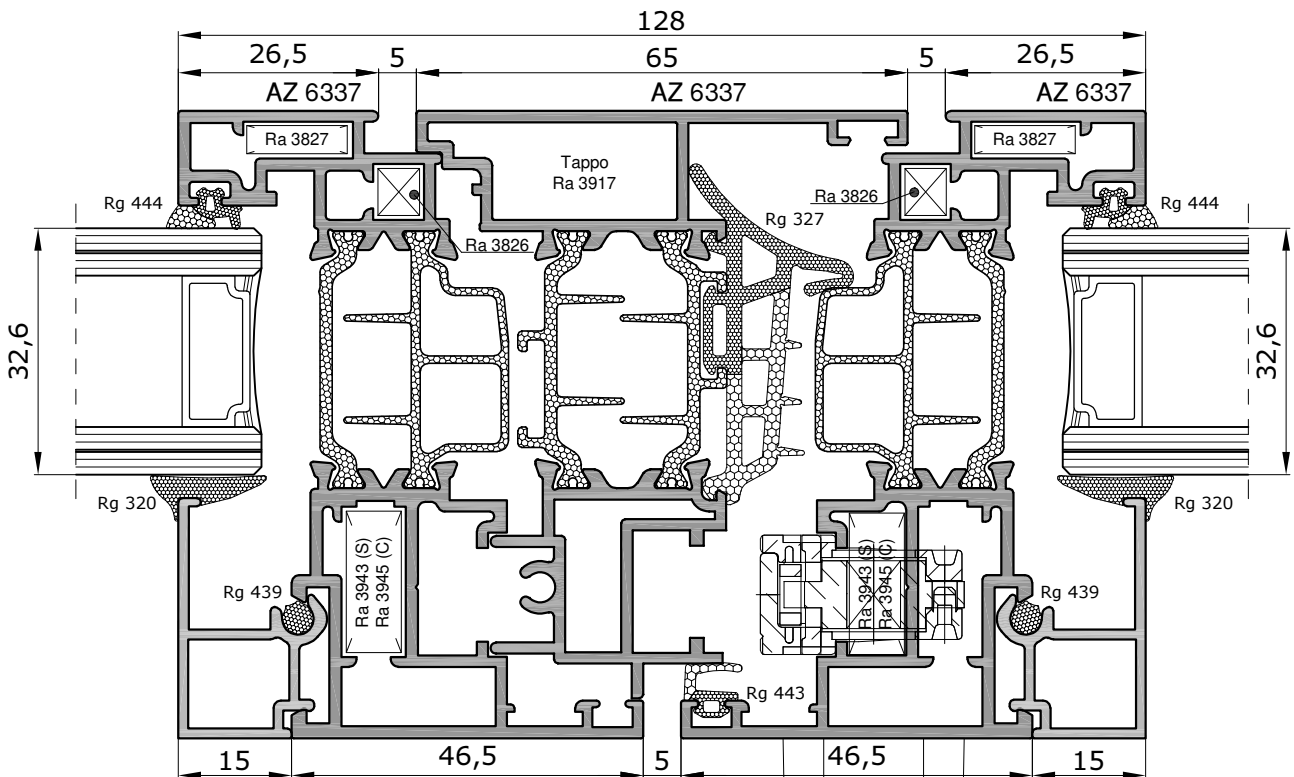 128
26,5 5 65 5 26,5
AZ 6337 AZ 6337 AZ 6337
Ra 3827
Tappo
Ra 3917
Ra 3827
Rg 444
Ra 3826
Rg 444
Rg 327
Ra 3826
32,6
32,6
Rg 320
Rg 320
Ra 3943 (S)
Ra 3945 (C)
Ra 3943 (S)
Ra 3945 (C)
Rg 439
Rg 439
Rg 443
15 46,5 5 46,5 15